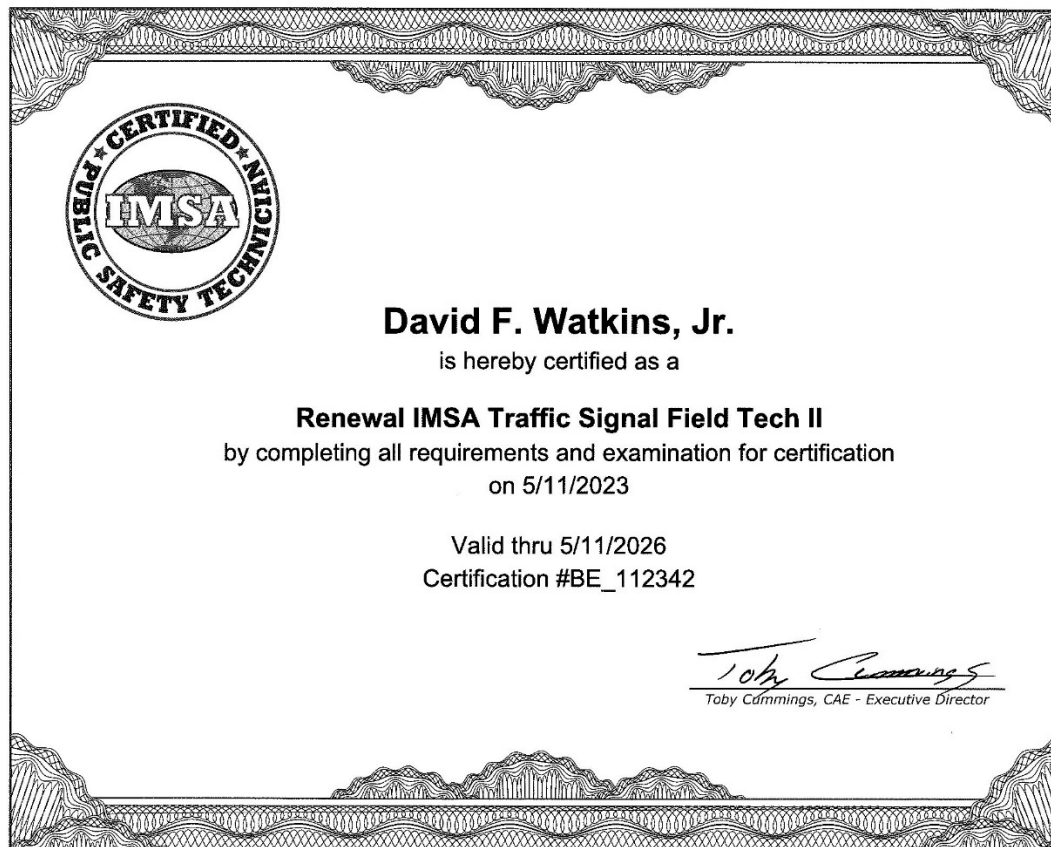 ★ CERTIFIED ★
PUBLIC SAFETY TECHNICIAN
IMSA
David F. Watkins, Jr.
is hereby certified as a
Renewal IMSA Traffic Signal Field Tech II
by completing all requirements and examination for certification
on 5/11/2023
Valid thru 5/11/2026
Certification #BE_112342
Toby Cummings
Toby Cummings, CAE - Executive Director